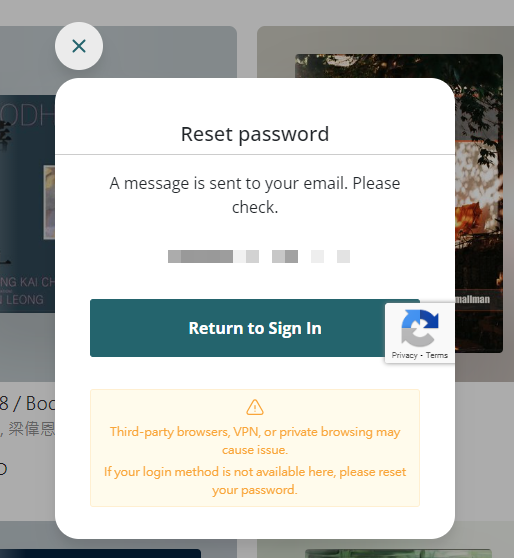 ODH
Reset password
A message is sent to your email. Please
check.
NG KAI CH
N LEONG
mallman
Return to Sign In
Privacy - Terms
8 / Boo
, 梁偉恩
Third-party browsers, VPN, or private browsing may
cause issue.
If your login method is not available here, please reset
your password.